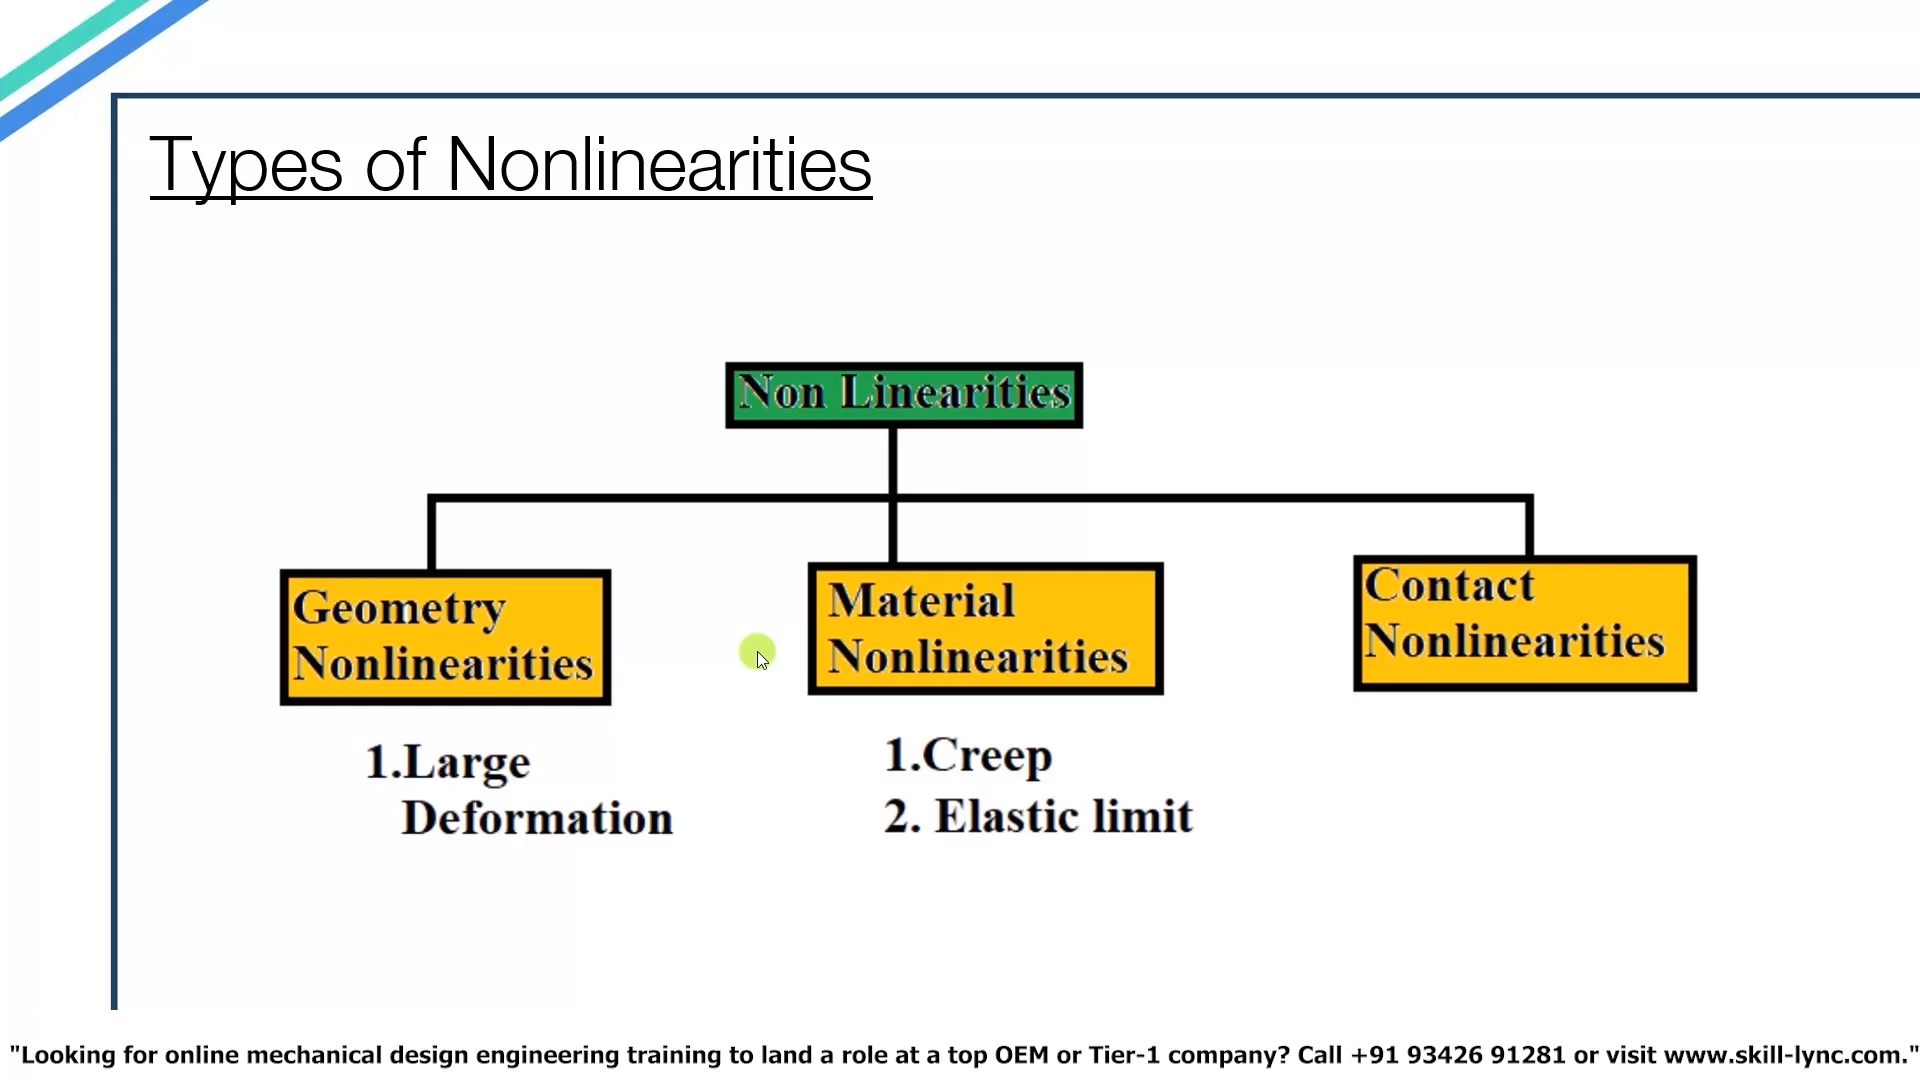 Types of Nonlinearities
Non Linearities
Geometry
Nonlinearities
1.Large
Deformation
Material
Nonlinearities
1.Creep
2. Elastic limit
Contact
Nonlinearities
"Looking for online mechanical design engineering training to land a role at a top OEM or Tier-1 company? Call +91 93426 91281 or visit www.skill-lync.com."